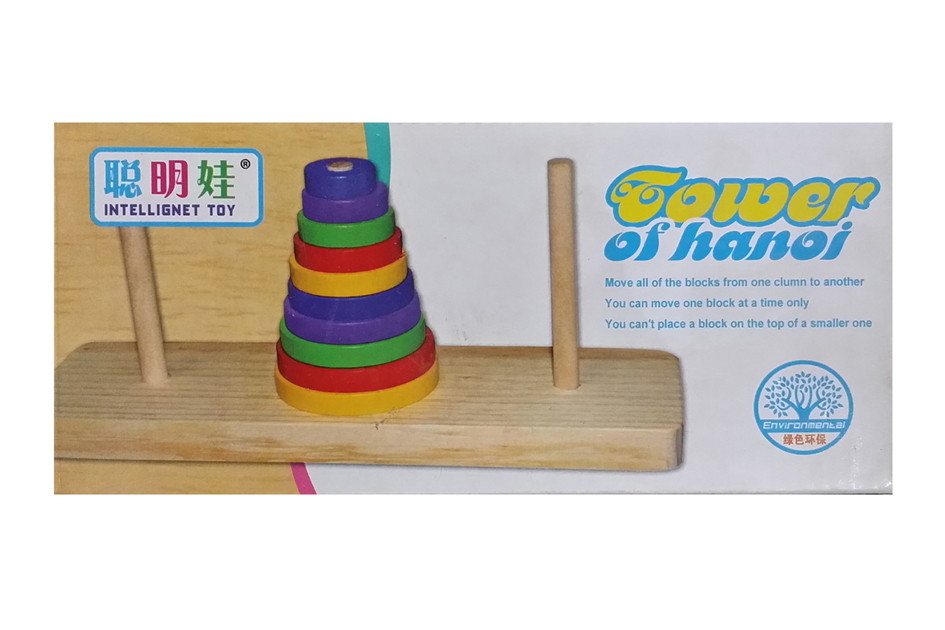 聪明娃®
INTELLIGNET TOY
Tower
of hanoi
Move all of the blocks from one clumn to another
You can move one block at a time only
You can't place a block on the top of a smaller one
Environmental
绿色环保